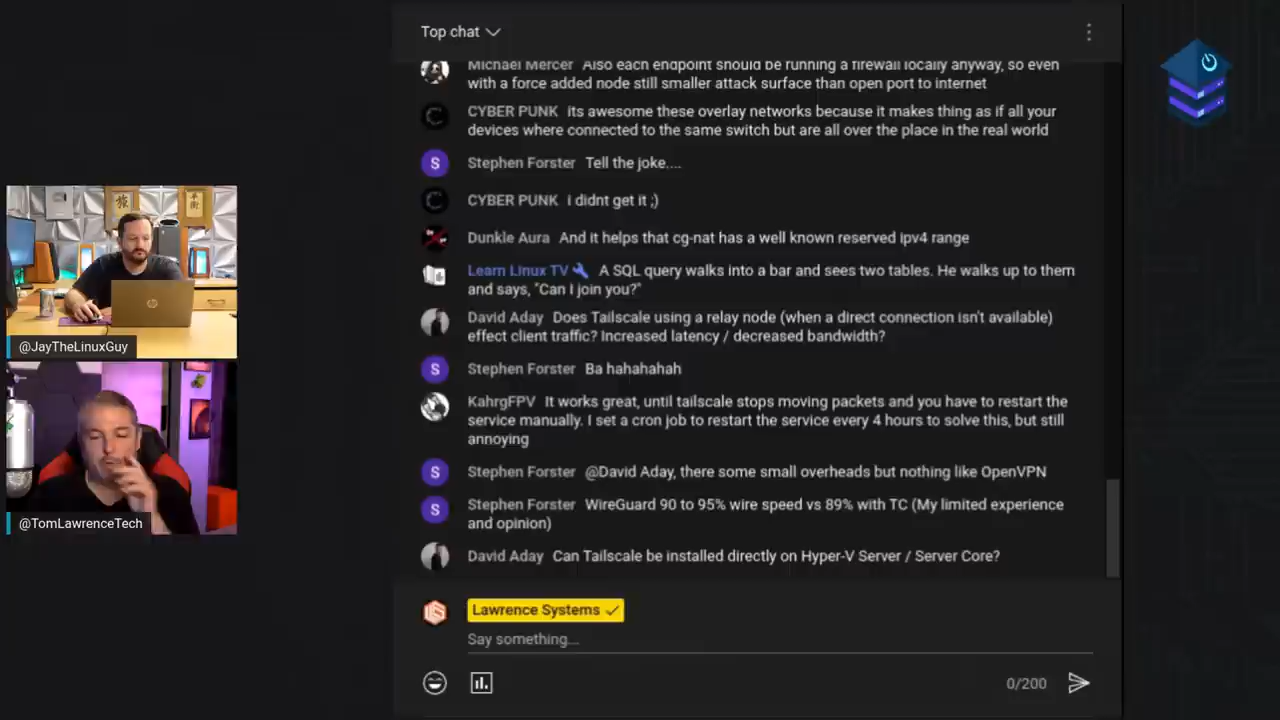 Top chat
Michael Mercer Also each endpoint should be running a firewall locally anyway, so even
with a force added node still smaller attack surface than open port to internet
CYBER PUNK its awesome these overlay networks because it makes thing as if all your
devices where connected to the same switch but are all over the place in the real world
Stephen Forster Tell the joke....
CYBER PUNK i didnt get it ;)
Dunkle Aura And it helps that cg-nat has a well known reserved ipv4 range
Learn Linux TV A SQL query walks into a bar and sees two tables. He walks up to them
and says, "Can I join you?"
David Aday Does Tailscale using a relay node (when a direct connection isn't available)
effect client traffic? Increased latency / decreased bandwidth?
Stephen Forster Ba hahahahah
KahrgFPV It works great, until tailscale stops moving packets and you have to restart the
service manually. I set a cron job to restart the service every 4 hours to solve this, but still
annoying
Stephen Forster @David Aday, there some small overheads but nothing like OpenVPN
Stephen Forster WireGuard 90 to 95% wire speed vs 89% with TC (My limited experience
and opinion)
David Aday Can Tailscale be installed directly on Hyper-V Server / Server Core?
Lawrence Systems
Say something...
0/200
@JayTheLinuxGuy
@TomLawrenceTech